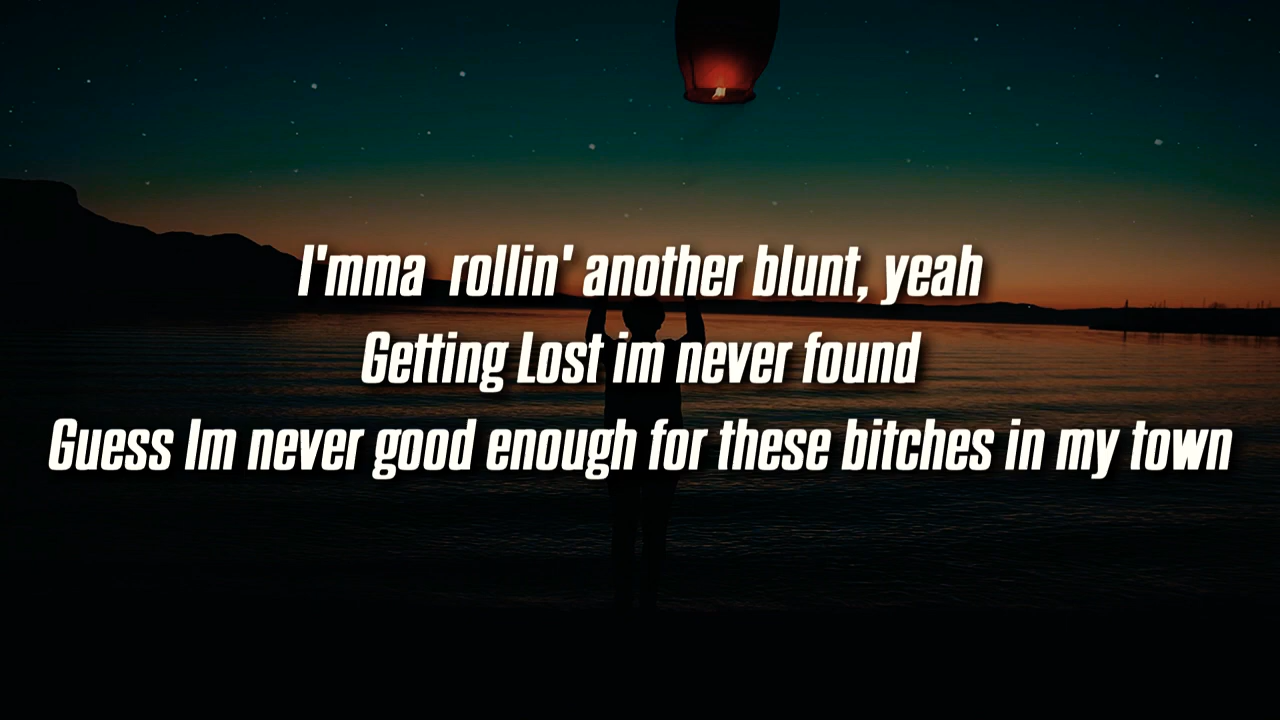 I'mma  rollin' another blunt, yeah
Getting Lost im never found
Guess Im never good enough for these bitches in my town